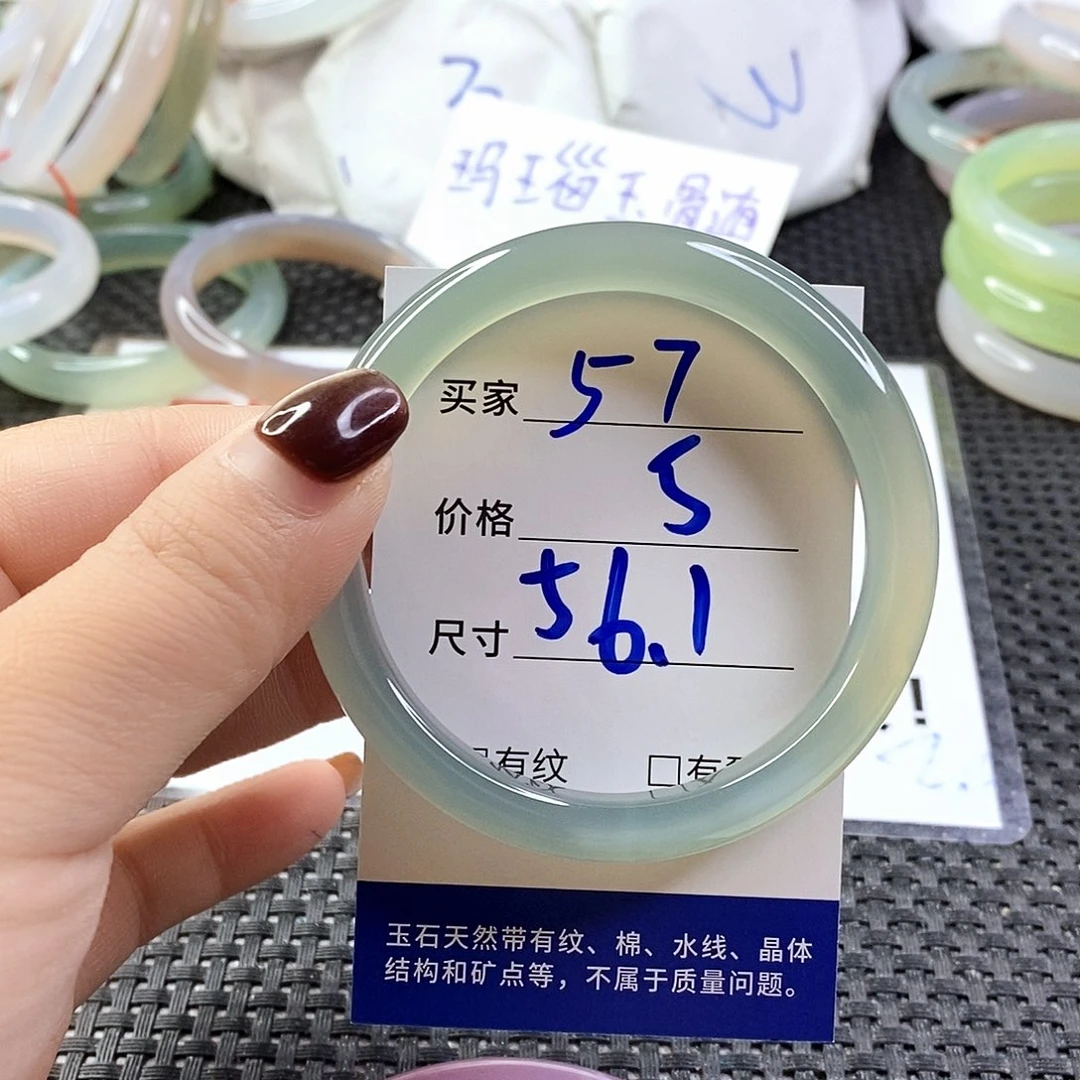 玛瑙玉骨滴
买家 57
价格 5
尺寸 56.1
有纹 □有
玉石天然带有纹、棉、水线、晶体
结构和矿点等，不属于质量问题。